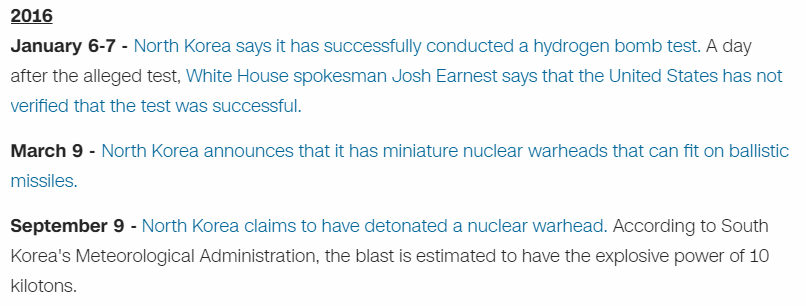 2016
January 6-7 - North Korea says it has successfully conducted a hydrogen bomb test. A day
after the alleged test, White House spokesman Josh Earnest says that the United States has not
verified that the test was successful.
March 9 - North Korea announces that it has miniature nuclear warheads that can fit on ballistic
missiles.
September 9 - North Korea claims to have detonated a nuclear warhead. According to South
Korea's Meteorological Administration, the blast is estimated to have the explosive power of 10
kilotons.